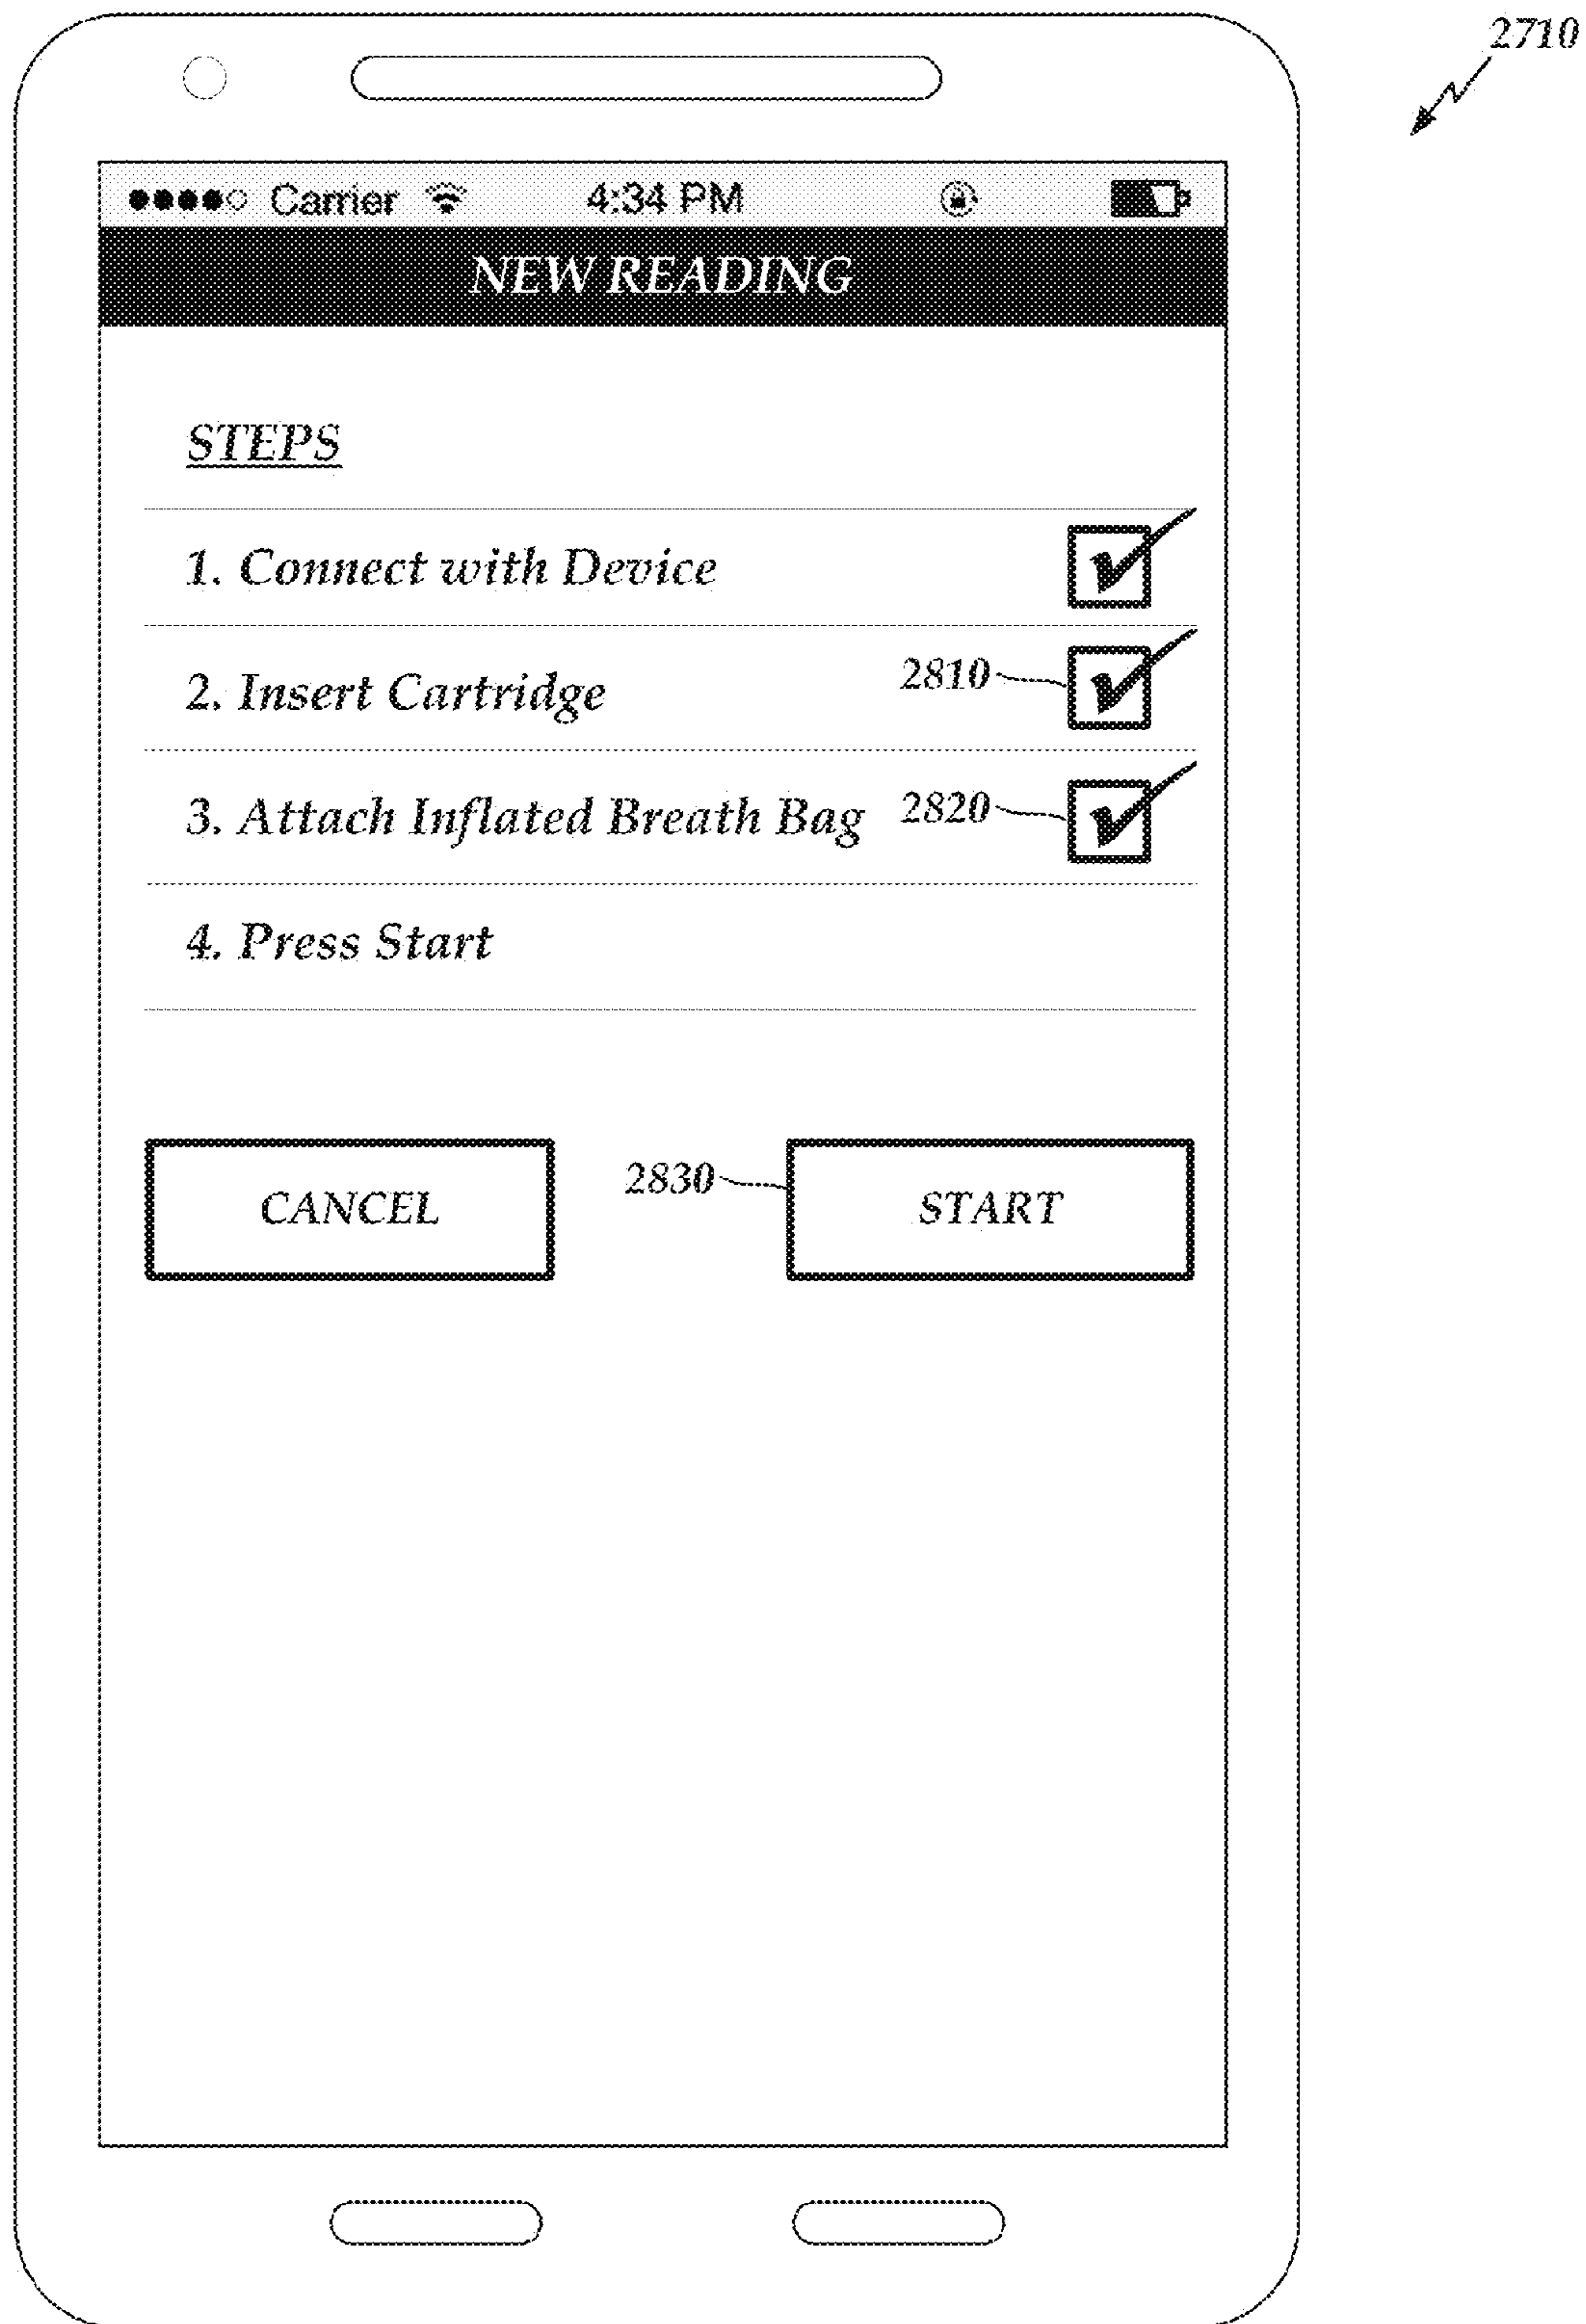 2710
Carrier 4:34 PM
NEW READING
STEPS
1. Connect with Device
2. Insert Cartridge 2810
3. Attach Inflated Breath Bag 2820
4. Press Start
CANCEL 2830 START